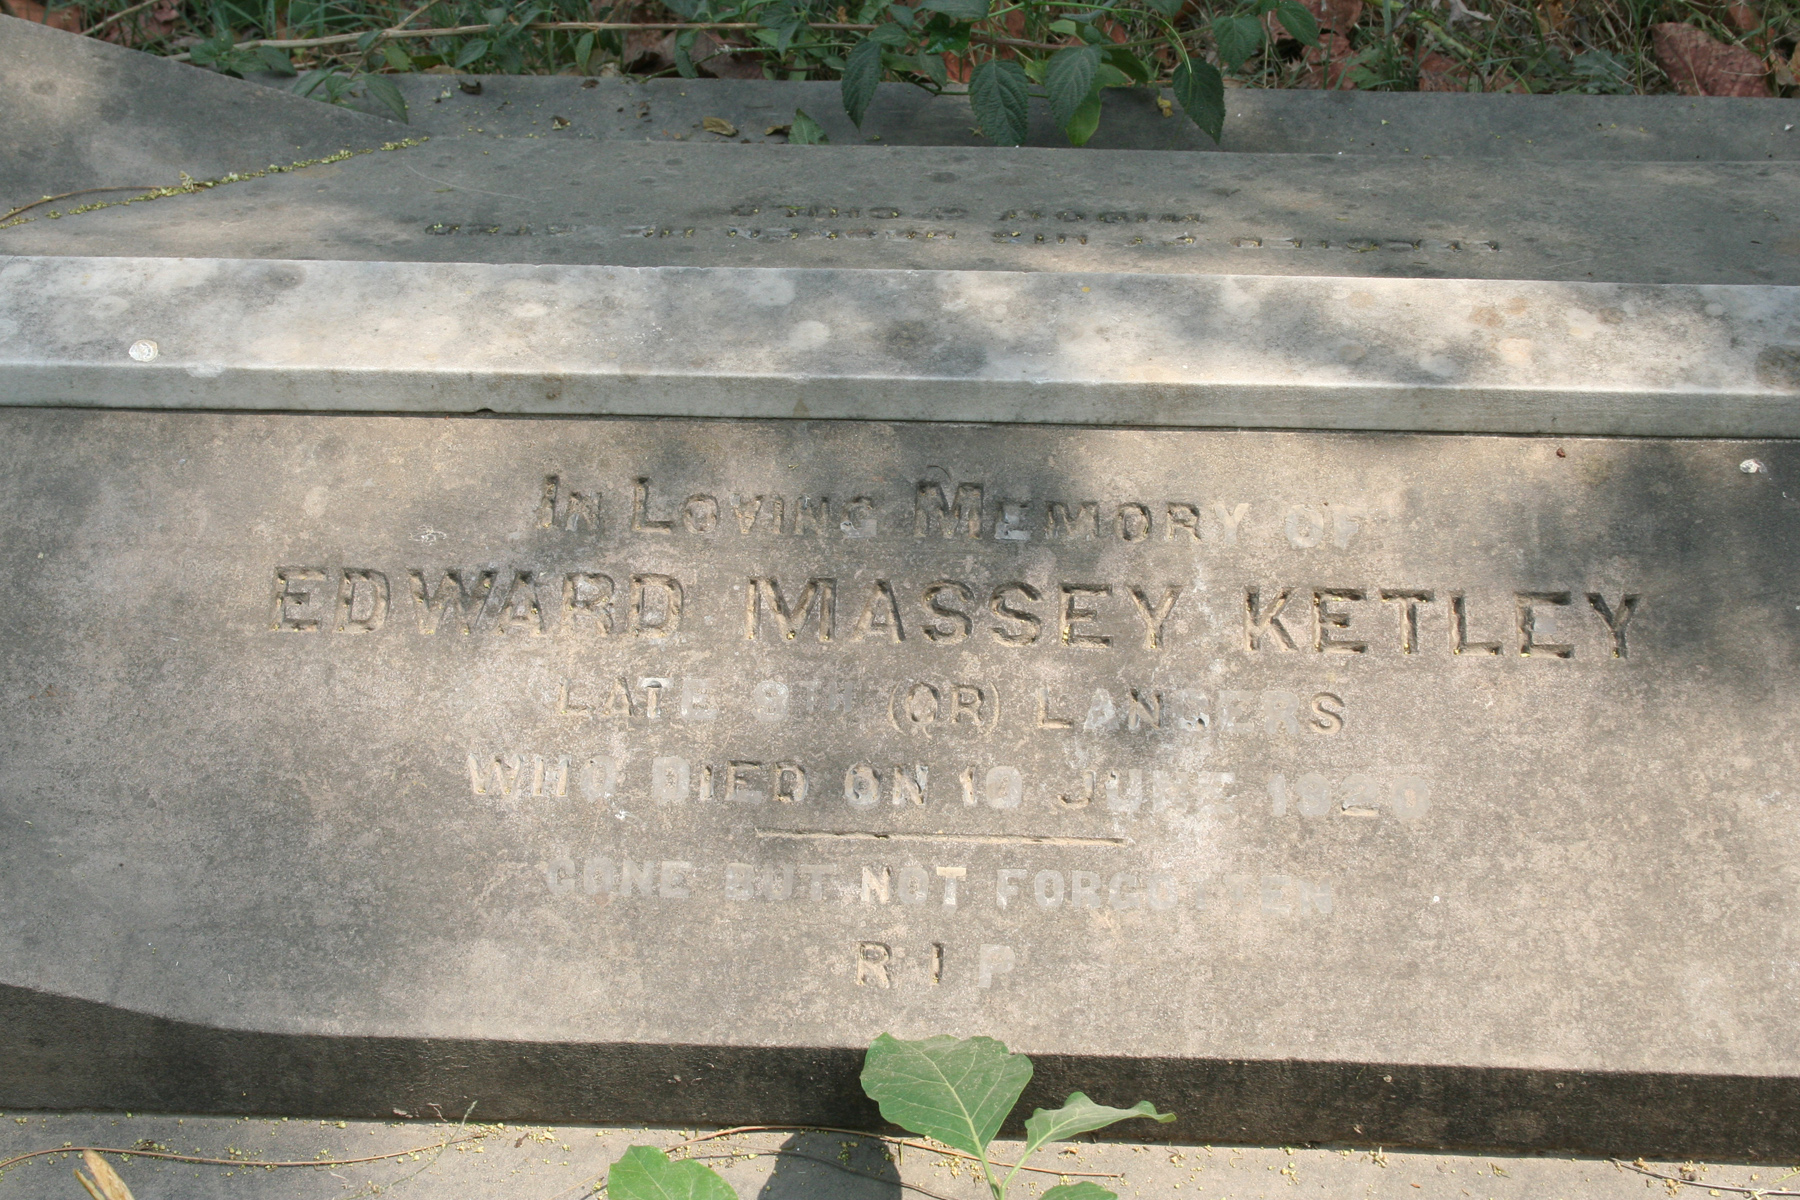 IN LOVING MEMORY OF
EDWARD MASSEY KETLEY
LATE 9TH (QR) LANCERS
WHO DIED ON 10 JUNE 1920
GONE BUT NOT FORGOTTEN
R I P